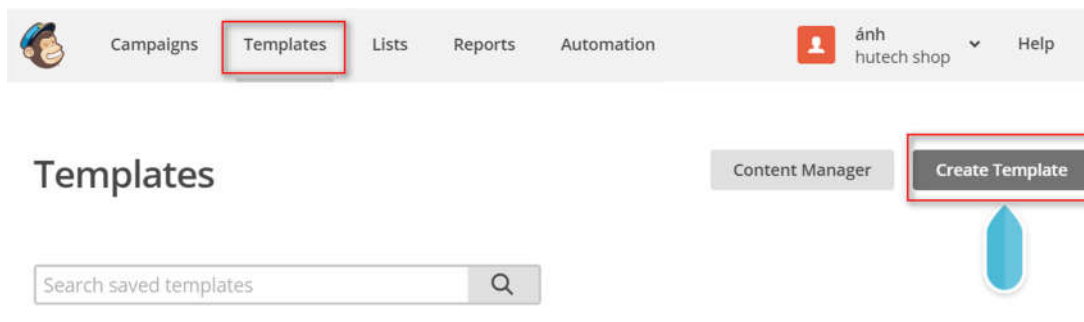 Campaigns Templates Lists Reports Automation ánh Help
hutech shop
Templates Content Manager Create Template
Search saved templates